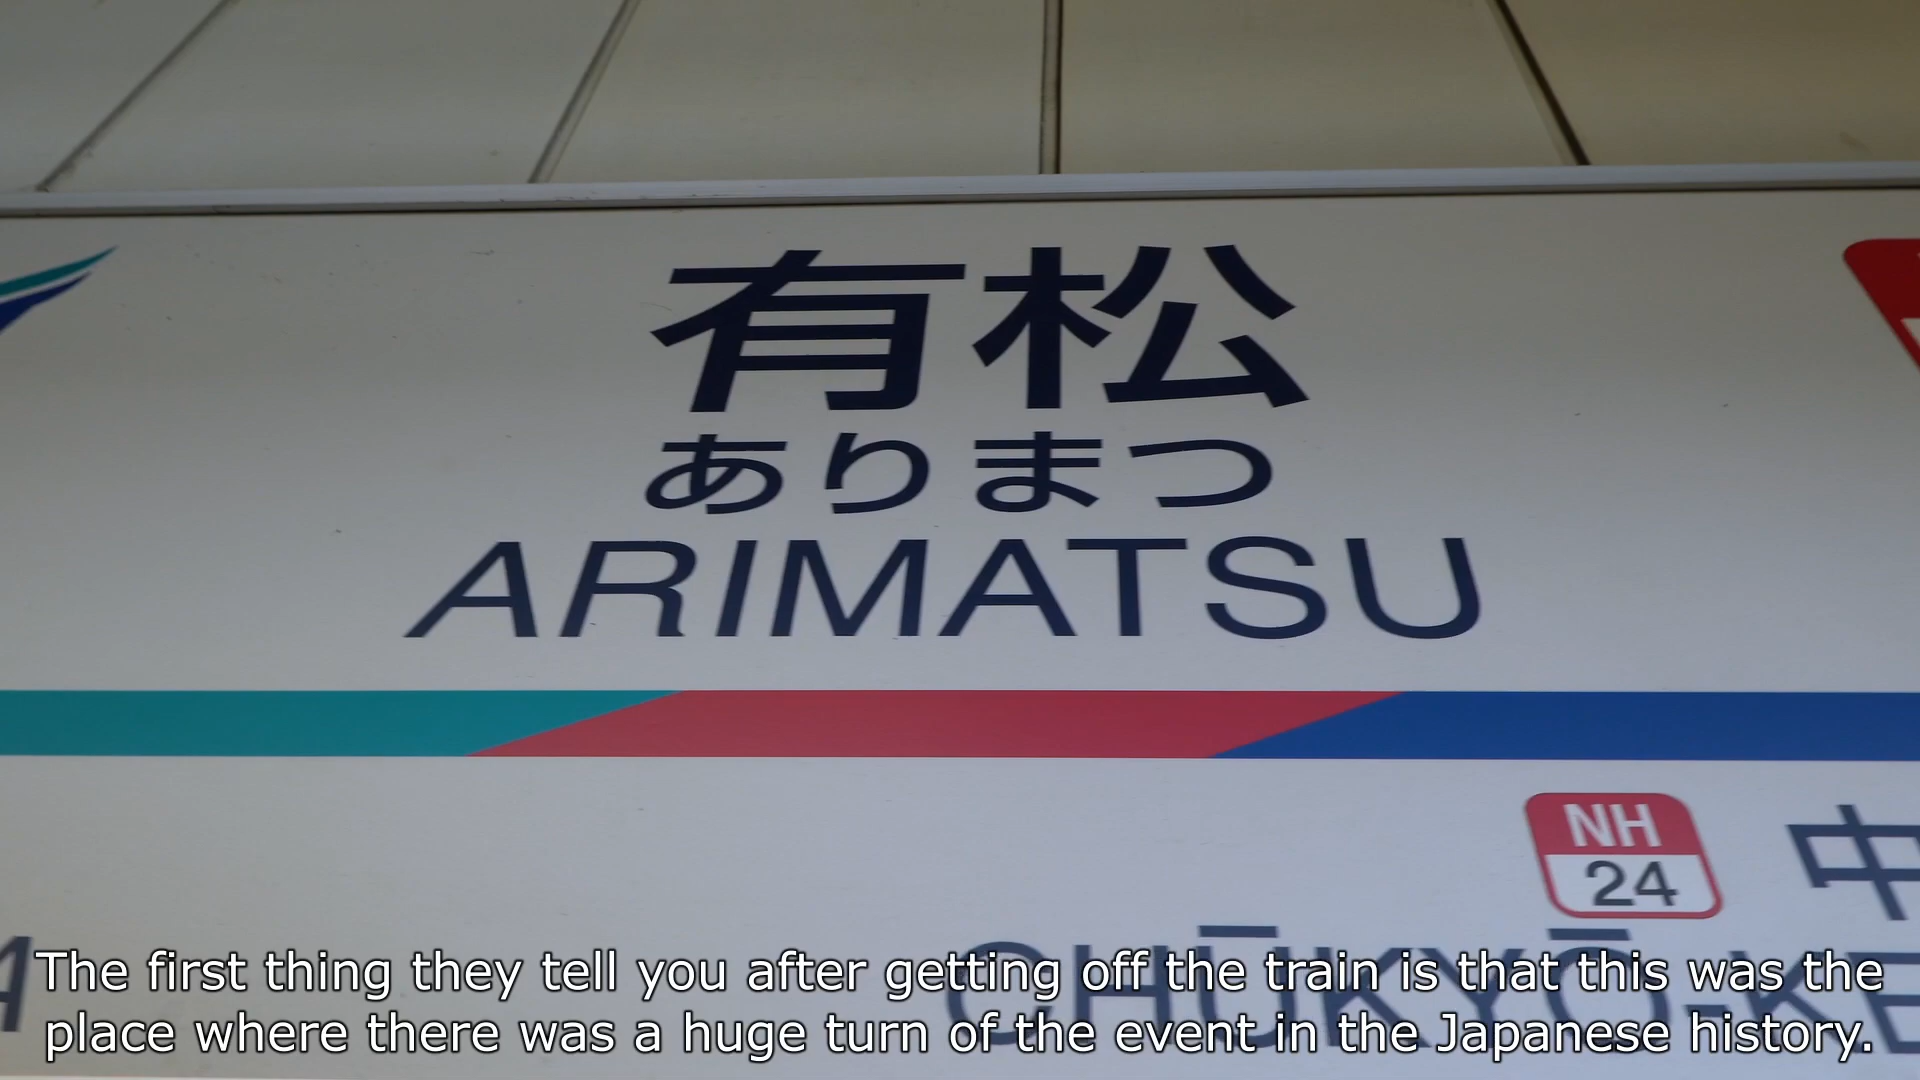 有松
ありまつ
ARIMATSU
NH
24
中
CHŪKYŌ-KE
The first thing they tell you after getting off the train is that this was the
place where there was a huge turn of the event in the Japanese history.